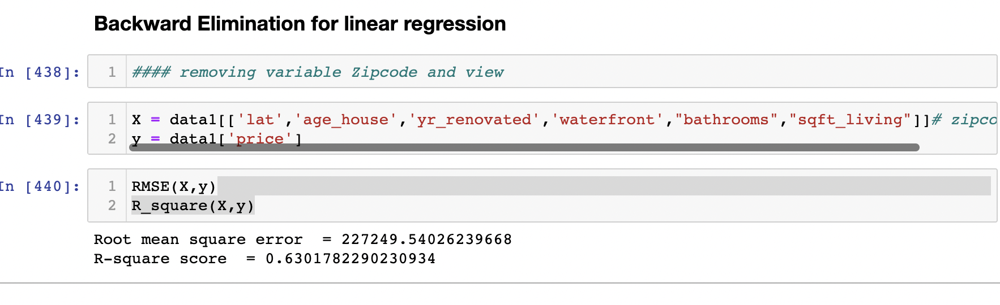 Backward Elimination for linear regression
In [438]: 1 #### removing variable Zipcode and view
In [439]: 1 X = data1[['lat','age_house','yr_renovated','waterfront',"bathrooms","sqft_living"]]# zipco
2 y = data1['price']
In [440]: 1 RMSE(X,y)
2 R_square(X,y)
Root mean square error  = 227249.54026239668
R-square score  = 0.6301782290230934